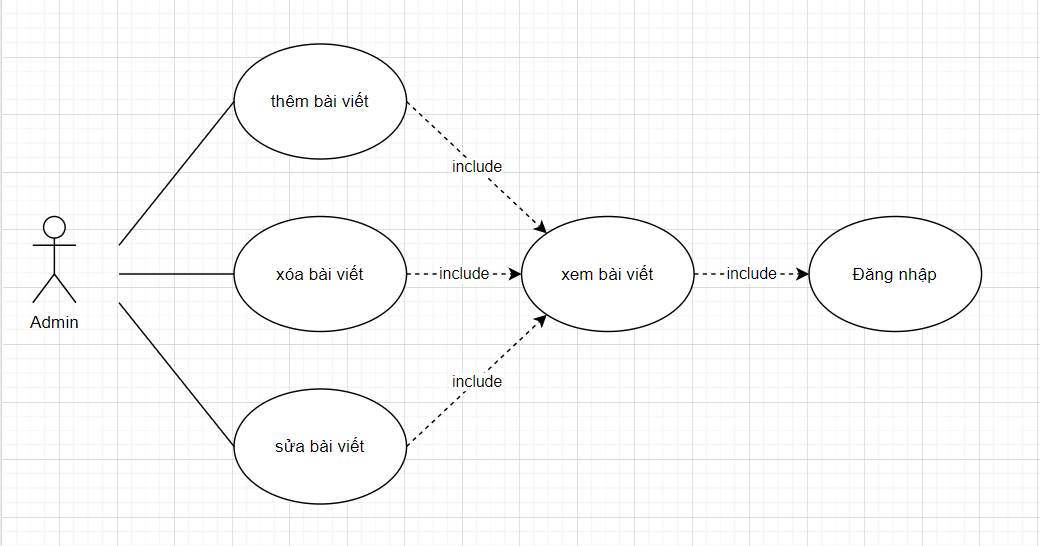 thêm bài viết
include
Admin
xóa bài viết
include
xem bài viết
include
Đăng nhập
include
sửa bài viết